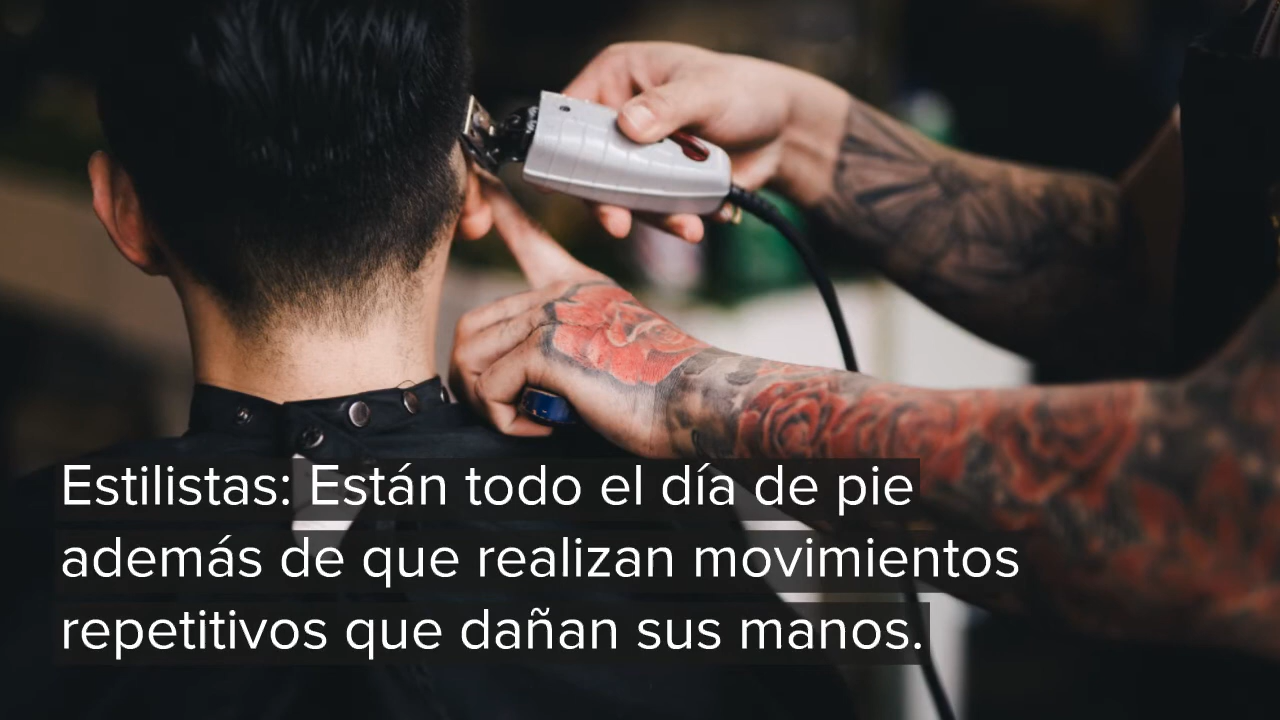 Estilistas: Están todo el día de pie
además de que realizan movimientos
repetitivos que dañan sus manos.